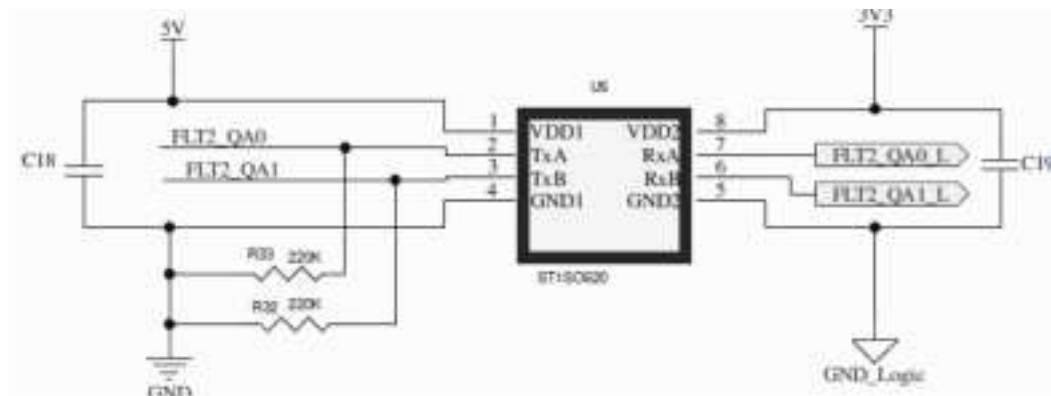 5V
3V3
U6
1 VDD1 VDD2 8
FLT2_QA0 2 TxA RxA 7 FLT2_QA0_L
C18
C19
FLT2_QA1 3 TxB RxB 6 FLT2_QA1_L
4 GND1 GND2 5
R33 220K
STISO620
R32 220K
GND
GND_Logic